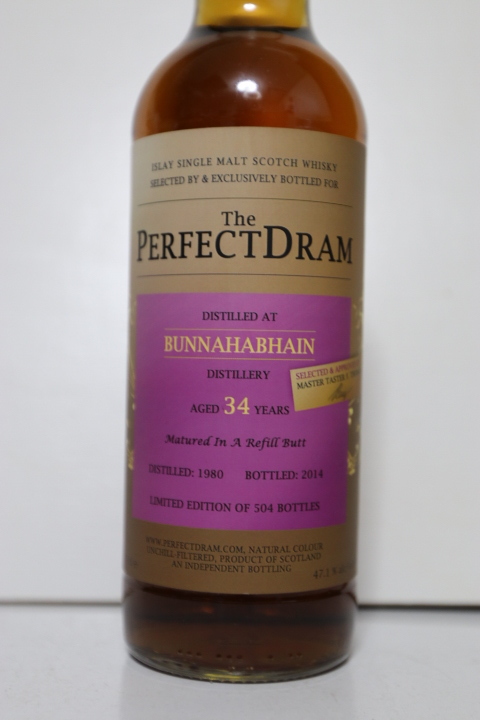 ISLAY SINGLE MALT SCOTCH WHISKY
SELECTED BY & EXCLUSIVELY BOTTLED FOR
The
PERFECTDRAM
DISTILLED AT
BUNNAHABHAIN
DISTILLERY
SELECTED &
MASTER TASTER
AGED 34 YEARS
Matured In A Refill Butt
DISTILLED: 1980 BOTTLED: 2014
LIMITED EDITION OF 504 BOTTLES
WWW.PERFECTDRAM.COM, NATURAL COLOUR
UNCHILL-FILTERED, PRODUCT OF SCOTLAND
AN INDEPENDENT BOTTLING